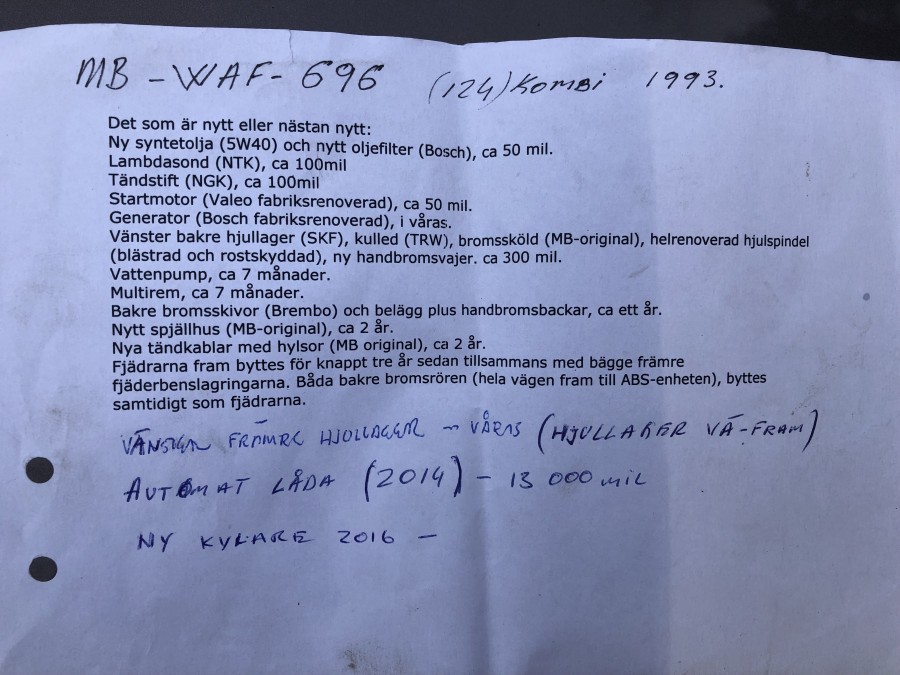 MB - WAF - 696 (124) KOMBI 1993.
Det som är nytt eller nästan nytt:
Ny syntetolja (5W40) och nytt oljefilter (Bosch), ca 50 mil.
Lambdasond (NTK), ca 100mil
Tändstift (NGK), ca 100mil
Startmotor (Valeo fabriksrenoverad), ca 50 mil.
Generator (Bosch fabriksrenoverad), i våras.
Vänster bakre hjullager (SKF), kulled (TRW), bromssköld (MB-original), helrenoverad hjulspindel
(blästrad och rostskyddad), ny handbromsvajer. ca 300 mil.
Vattenpump, ca 7 månader.
Multirem, ca 7 månader.
Bakre bromsskivor (Brembo) och belägg plus handbromsbackar, ca ett år.
Nytt spjällhus (MB-original), ca 2 år.
Nya tändkablar med hylsor (MB original), ca 2 år.
Fjädrarna fram byttes för knappt tre år sedan tillsammans med bägge främre
fjäderbenslagringarna. Båda bakre bromsrören (hela vägen fram till ABS-enheten), byttes
samtidigt som fjädrarna.
FRÄMRE HJULLAGER - VÅRAS (HJULLAGER VÄ-FRAM)
AUTOMAT LÅDA (2014) - 13 000 MIL
NY KYLARE 2016 -